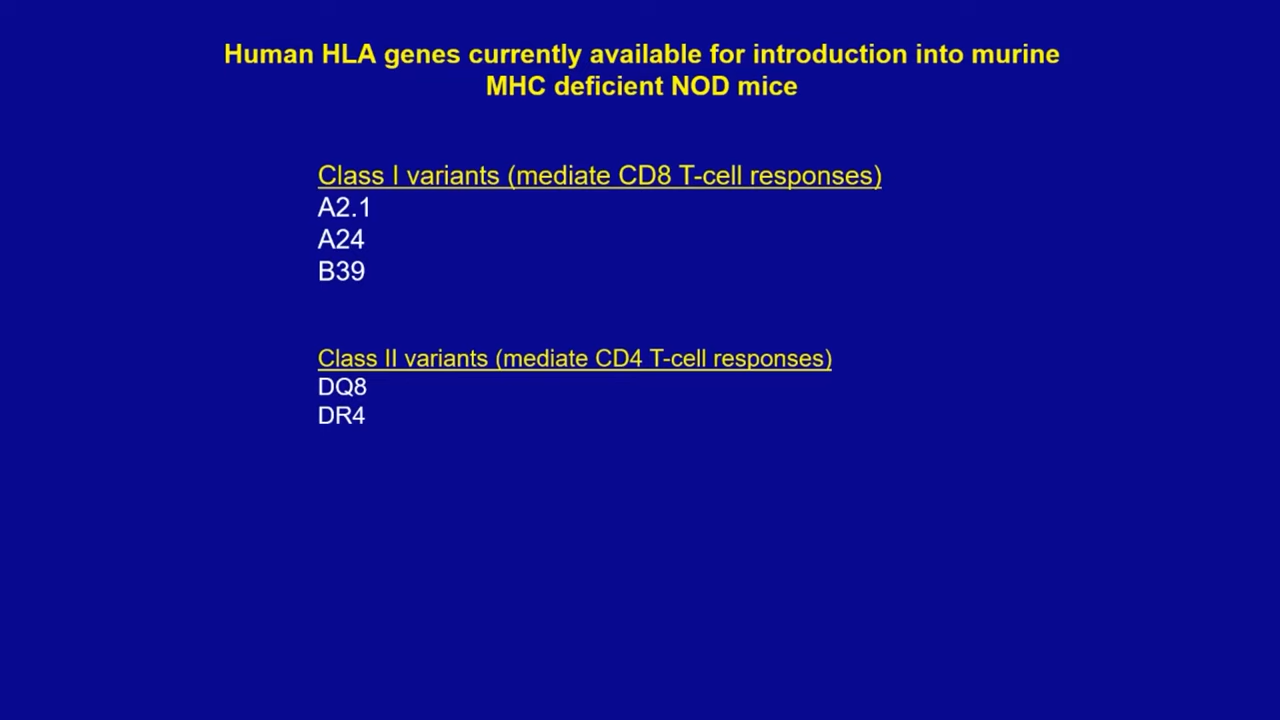 Human HLA genes currently available for introduction into murine
MHC deficient NOD mice
Class I variants (mediate CD8 T-cell responses)
A2.1
A24
B39
Class II variants (mediate CD4 T-cell responses)
DQ8
DR4